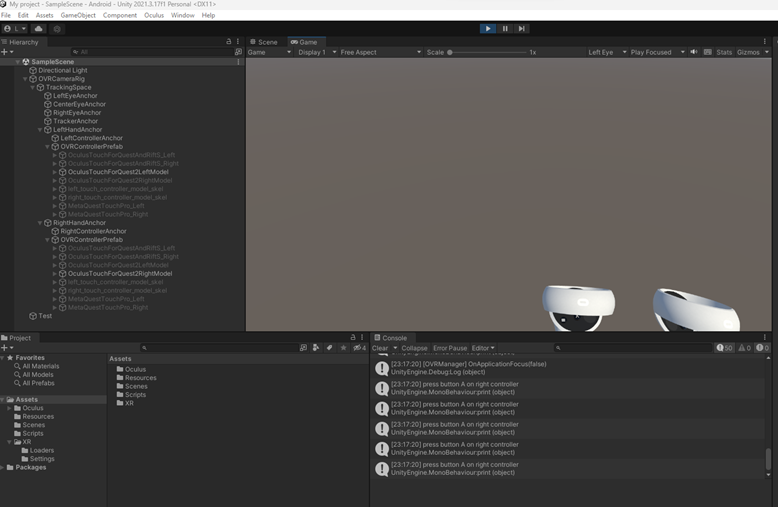 My project - SampleScene - Android - Unity 2021.3.17f1 Personal <DX11>
File Edit Assets GameObject Component Oculus Window Help
L
Hierarchy
All
SampleScene
Directional Light
OVRCameraRig
TrackingSpace
LeftEyeAnchor
CenterEyeAnchor
RightEyeAnchor
TrackerAnchor
LeftHandAnchor
LeftControllerAnchor
OVRControllerPrefab
OculusTouchForQuestAndRiftS_Left
OculusTouchForQuestAndRiftS_Right
OculusTouchForQuest2LeftModel
OculusTouchForQuest2RightModel
left_touch_controller_model_skel
right_touch_controller_model_skel
MetaQuestTouchPro_Left
MetaQuestTouchPro_Right
RightHandAnchor
RightControllerAnchor
OVRControllerPrefab
OculusTouchForQuestAndRiftS_Left
OculusTouchForQuestAndRiftS_Right
OculusTouchForQuest2LeftModel
OculusTouchForQuest2RightModel
left_touch_controller_model_skel
right_touch_controller_model_skel
MetaQuestTouchPro_Left
MetaQuestTouchPro_Right
Test
Scene Game
Game Display 1 Free Aspect Scale 1x Left Eye Play Focused Stats Gizmos
Project
4
Favorites
All Materials
All Models
All Prefabs
Assets
Oculus
Resources
Scenes
Scripts
XR
Loaders
Settings
Packages
Assets
Oculus
Resources
Scenes
Scripts
XR
Console
Clear Collapse Error Pause Editor 50 0 0
UnityEngine.MonoBehaviour:print (object)
[23:17:20] [OVRManager] OnApplicationFocus(false)
UnityEngine.Debug:Log (object)
[23:17:20] press button A on right controller
UnityEngine.MonoBehaviour:print (object)
[23:17:20] press button A on right controller
UnityEngine.MonoBehaviour:print (object)
[23:17:20] press button A on right controller
UnityEngine.MonoBehaviour:print (object)
[23:17:20] press button A on right controller
UnityEngine.MonoBehaviour:print (object)
[23:17:20] press button A on right controller
UnityEngine.MonoBehaviour:print (object)